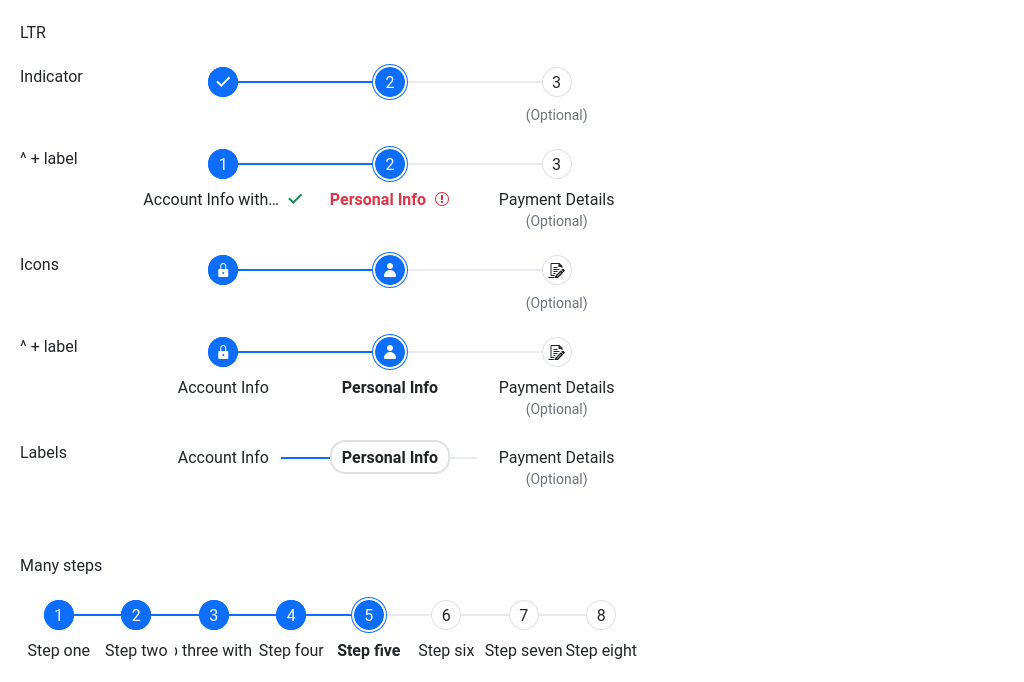 LTR
Indicator
2 3
(Optional)
^ + label
1 2 3
Account Info with… Personal Info Payment Details
(Optional)
Icons
(Optional)
^ + label
Account Info Personal Info Payment Details
(Optional)
Labels Account Info Personal Info Payment Details
(Optional)
Many steps
1 2 3 4 5 6 7 8
Step one Step two three with Step four Step five Step six Step seven Step eight